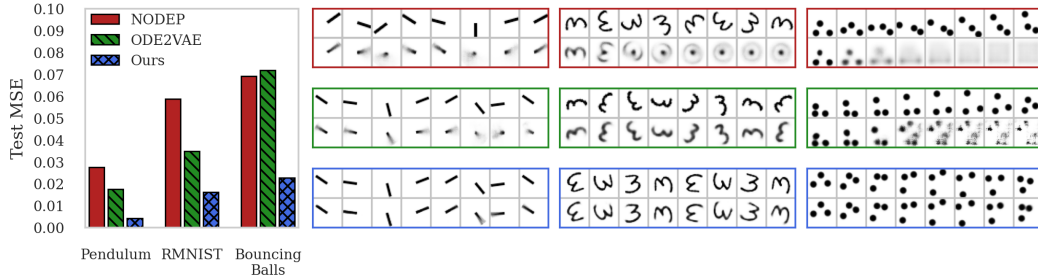 Test MSE
0.10
0.09
0.08
0.07
0.06
0.05
0.04
0.03
0.02
0.01
0.00
NODEP
ODE2VAE
Ours
Pendulum
RMNIST
Bouncing
Balls